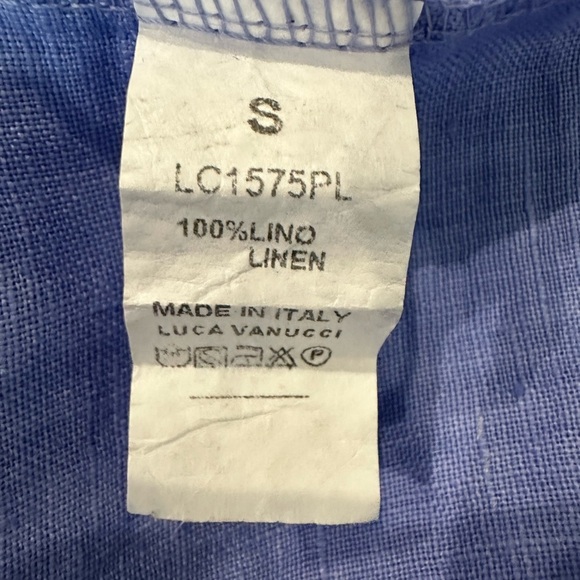 S
LC1575PL
100%LINO
LINEN
MADE IN ITALY
LUCA VANUCCI
P